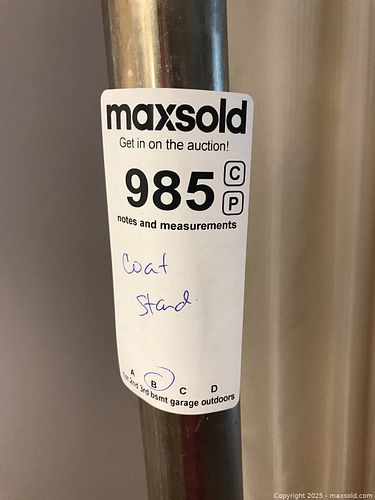 maxsold
Get in on the auction!
985 C
P
notes and measurements
Coat
Stand.
A B C D
2nd 3rd bsmt garage outdoors
Copyright © 2025 - maxsold.com